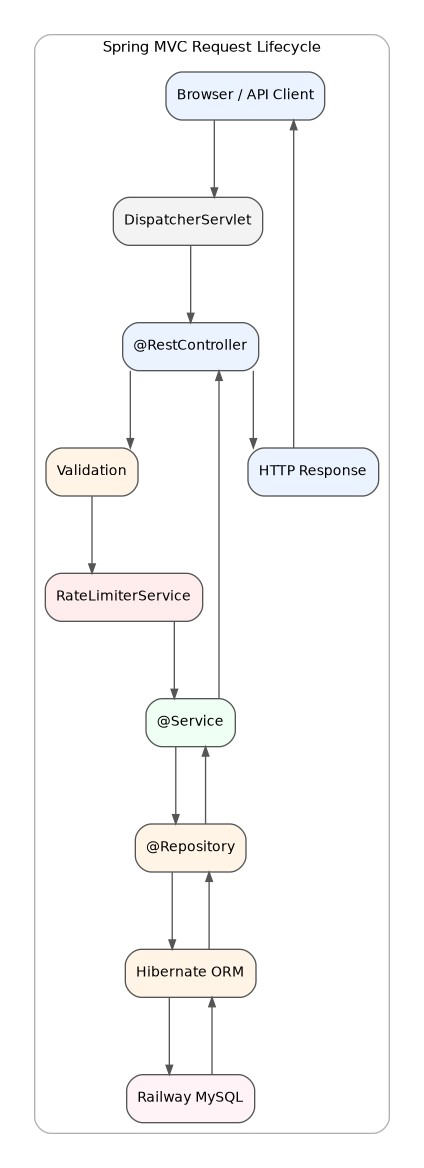 Spring MVC Request Lifecycle
Browser / API Client
DispatcherServlet
@RestController
Validation
HTTP Response
RateLimiterService
@Service
@Repository
Hibernate ORM
Railway MySQL